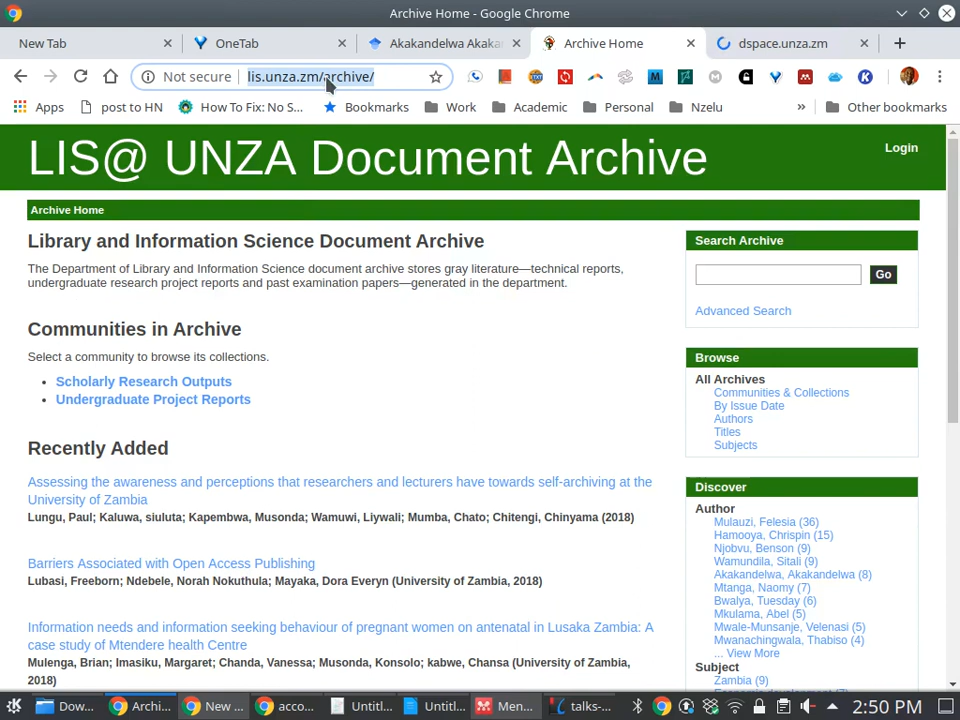 Archive Home - Google Chrome
New Tab
OneTab
Akakandelwa Akaka
Archive Home
dspace.unza.zm
Not secure
lis.unza.zm/archive/
Apps
post to HN
How To Fix: No S...
Bookmarks
Work
Academic
Personal
Nzelu
»
Other bookmarks
LIS@ UNZA Document Archive
Login
Archive Home
Library and Information Science Document Archive
The Department of Library and Information Science document archive stores gray literature—technical reports,
undergraduate research project reports and past examination papers—generated in the department.
Communities in Archive
Select a community to browse its collections.
Scholarly Research Outputs
Undergraduate Project Reports
Recently Added
Assessing the awareness and perceptions that researchers and lecturers have towards self-archiving at the
University of Zambia
Lungu, Paul; Kaluwa, siuluta; Kapembwa, Musonda; Wamuwi, Liywali; Mumba, Chato; Chitengi, Chinyama (2018)
Barriers Associated with Open Access Publishing
Lubasi, Freeborn; Ndebele, Norah Nokuthula; Mayaka, Dora Everyn (University of Zambia, 2018)
Information needs and information seeking behaviour of pregnant women on antenatal in Lusaka Zambia: A
case study of Mtendere health Centre
Mulenga, Brian; Imasiku, Margaret; Chanda, Vanessa; Musonda, Konsolo; kabwe, Chansa (University of Zambia,
2018)
Search Archive
Go
Advanced Search
Browse
All Archives
Communities & Collections
By Issue Date
Authors
Titles
Subjects
Discover
Author
Mulauzi, Felesia (36)
Hamooya, Chrispin (15)
Njobvu, Benson (9)
Wamundila, Sitali (9)
Akakandelwa, Akakandelwa (8)
Mtanga, Naomy (7)
Bwalya, Tuesday (6)
Mkulama, Abel (5)
Mwale-Munsanje, Velenasi (5)
Mwanachingwala, Thabiso (4)
... View More
Subject
Zambia (9)
Dow...
Archi...
New ...
acco...
Untitl...
Untitl...
Men...
talks-...
2:50 PM